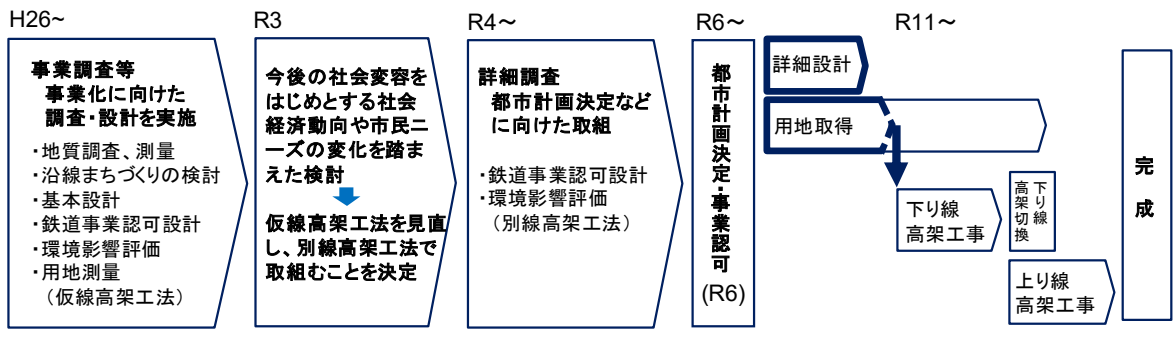 H26~
事業調査等
事業化に向けた
調査・設計を実施
・地質調査、測量
・沿線まちづくりの検討
・基本設計
・鉄道事業認可設計
・環境影響評価
・用地測量
(仮線高架工法)
R3
今後の社会変容を
はじめとする社会
経済動向や市民ニ
ーズの変化を踏ま
えた検討
仮線高架工法を見直
し、別線高架工法で
取組むことを決定
R4～
詳細調査
都市計画決定など
に向けた取組
・鉄道事業認可設計
・環境影響評価
(別線高架工法)
R6～
都市計画決定・事業認可
(R6)
詳細設計
用地取得
R11～
下り線
高架工事
下り線
高架切換
上り線
高架工事
完成